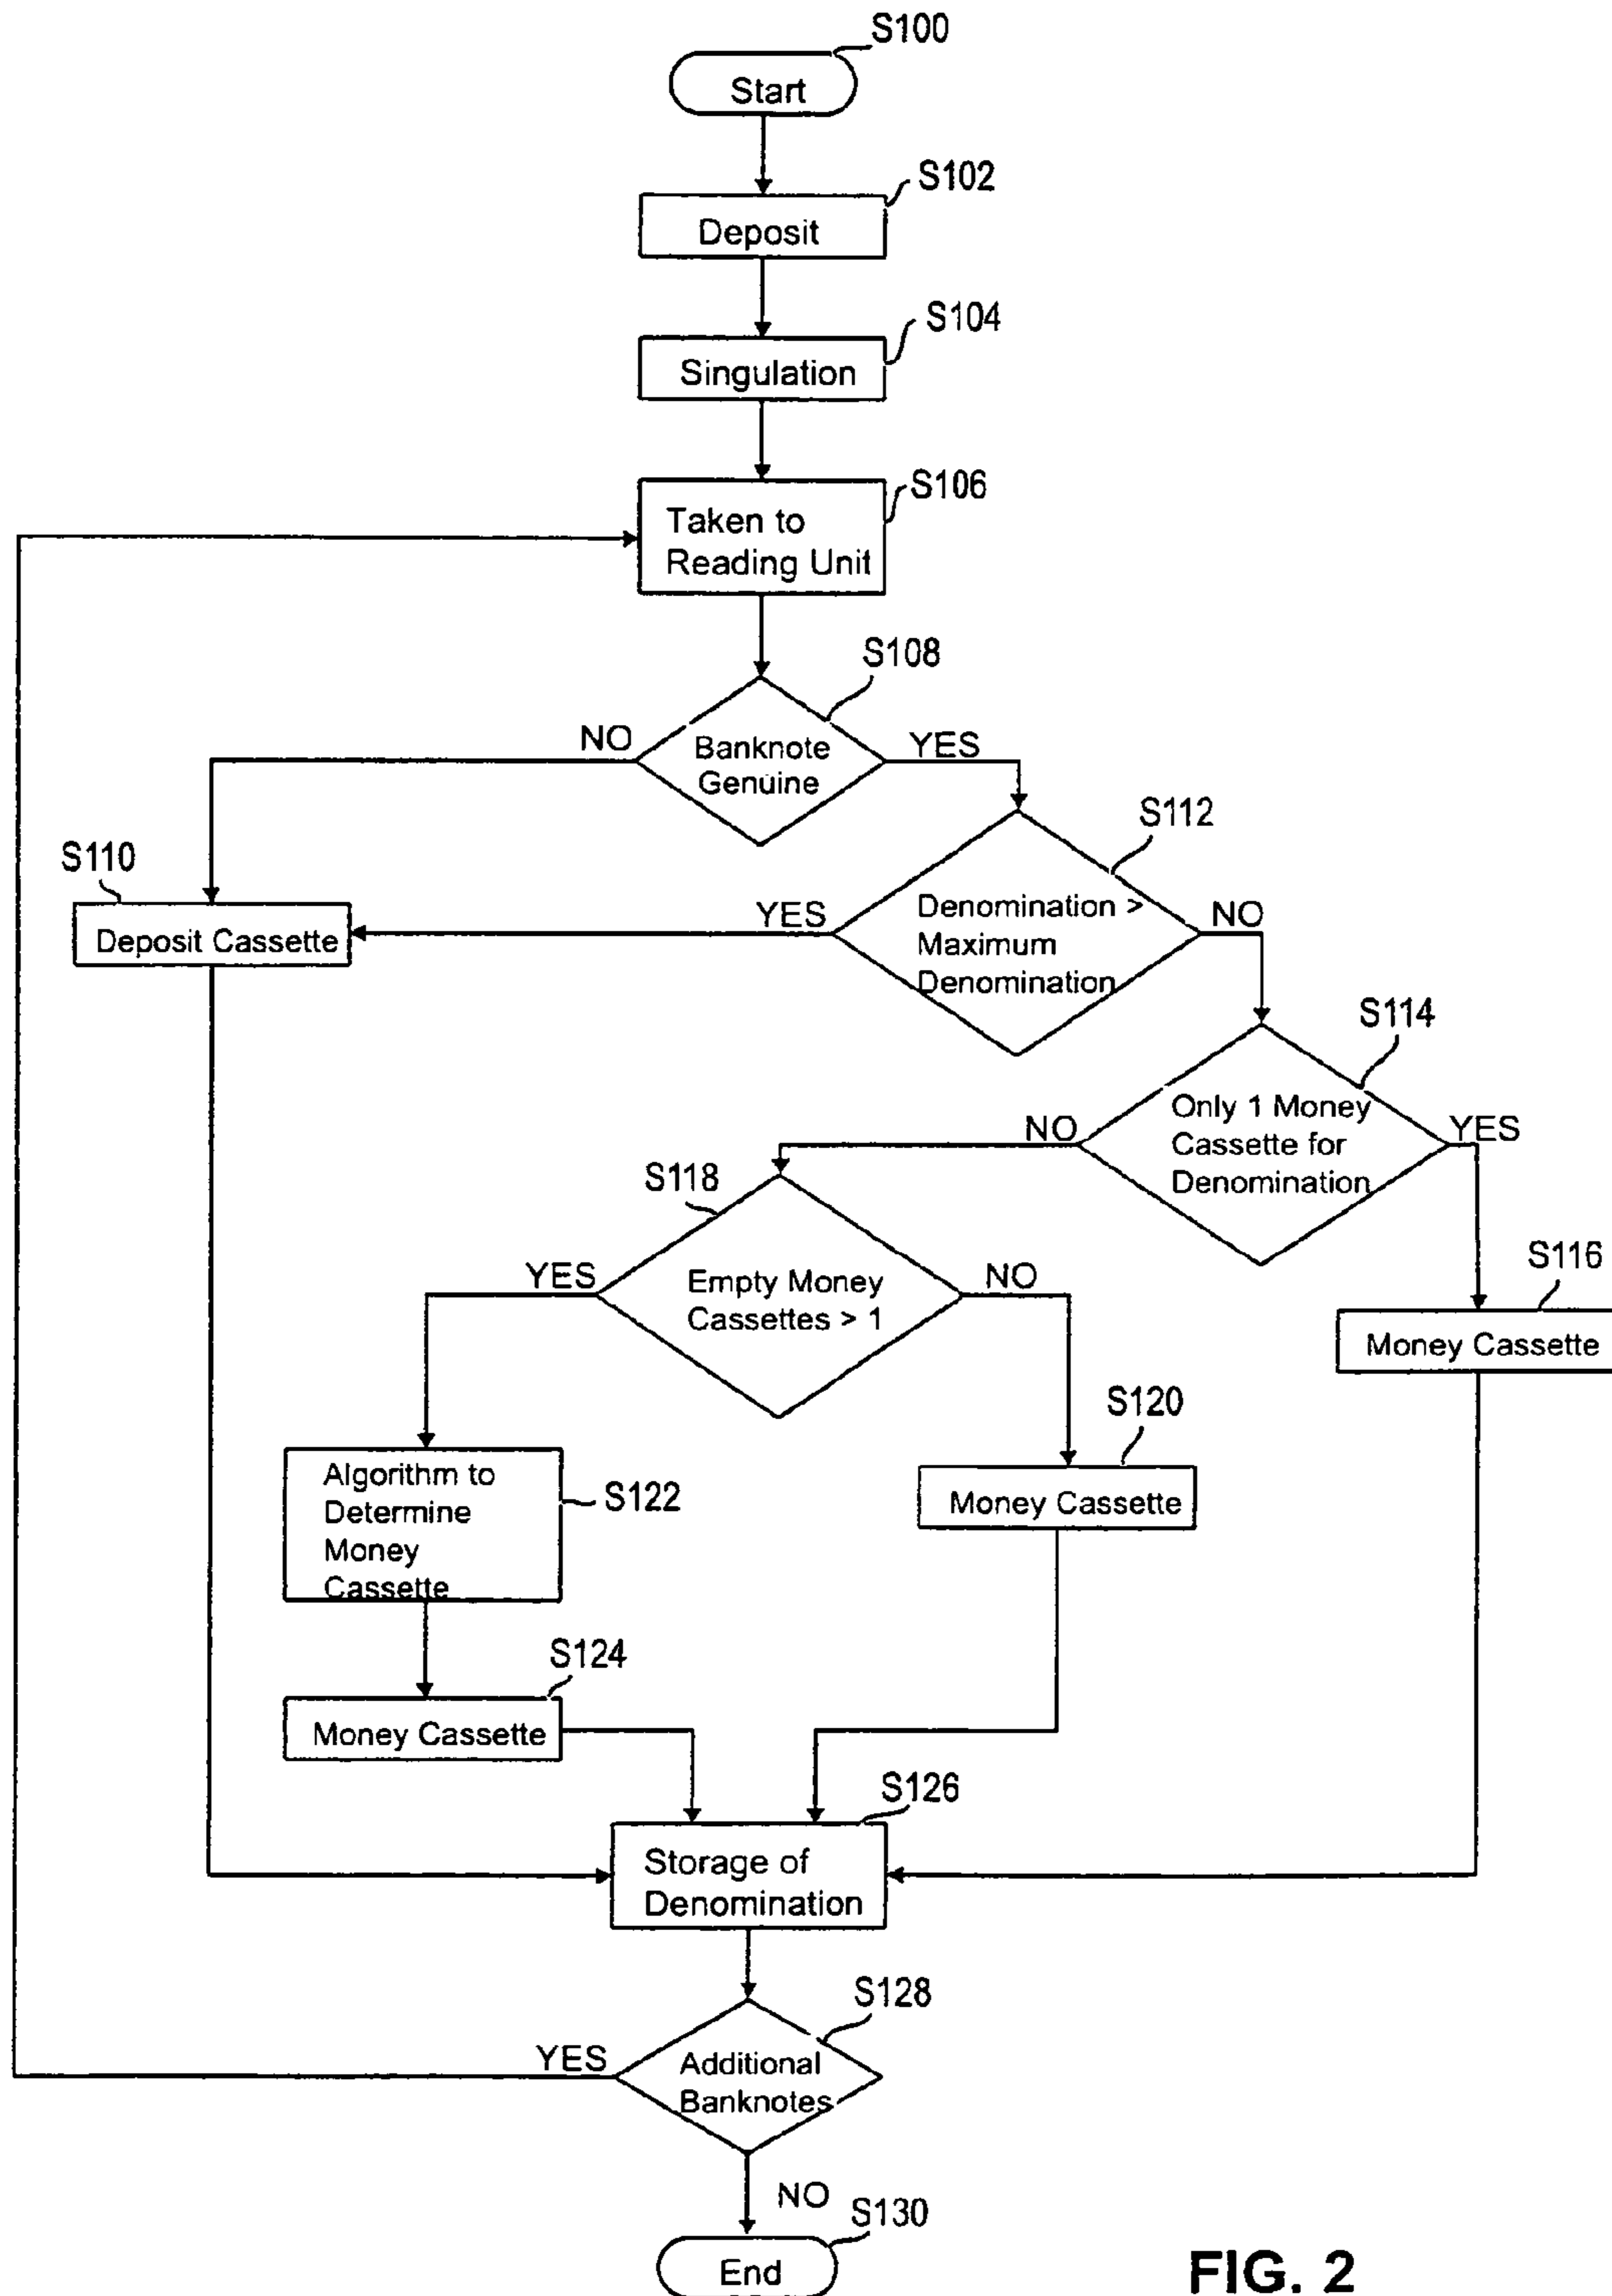 S100
Start
S102
Deposit
S104
Singulation
S106
Taken to
Reading Unit
S108
NO
Banknote
Genuine
YES
S112
S110
Deposit Cassette
YES
Denomination >
Maximum
Denomination
NO
S114
NO
Only 1 Money
Cassette for
Denomination
YES
S118
YES
Empty Money
Cassettes > 1
NO
S116
Money Cassette
S120
Money Cassette
Algorithm to
Determine
Money
Cassette
S122
S124
Money Cassette
S126
Storage of
Denomination
S128
YES
Additional
Banknotes
NO
S130
End
FIG. 2